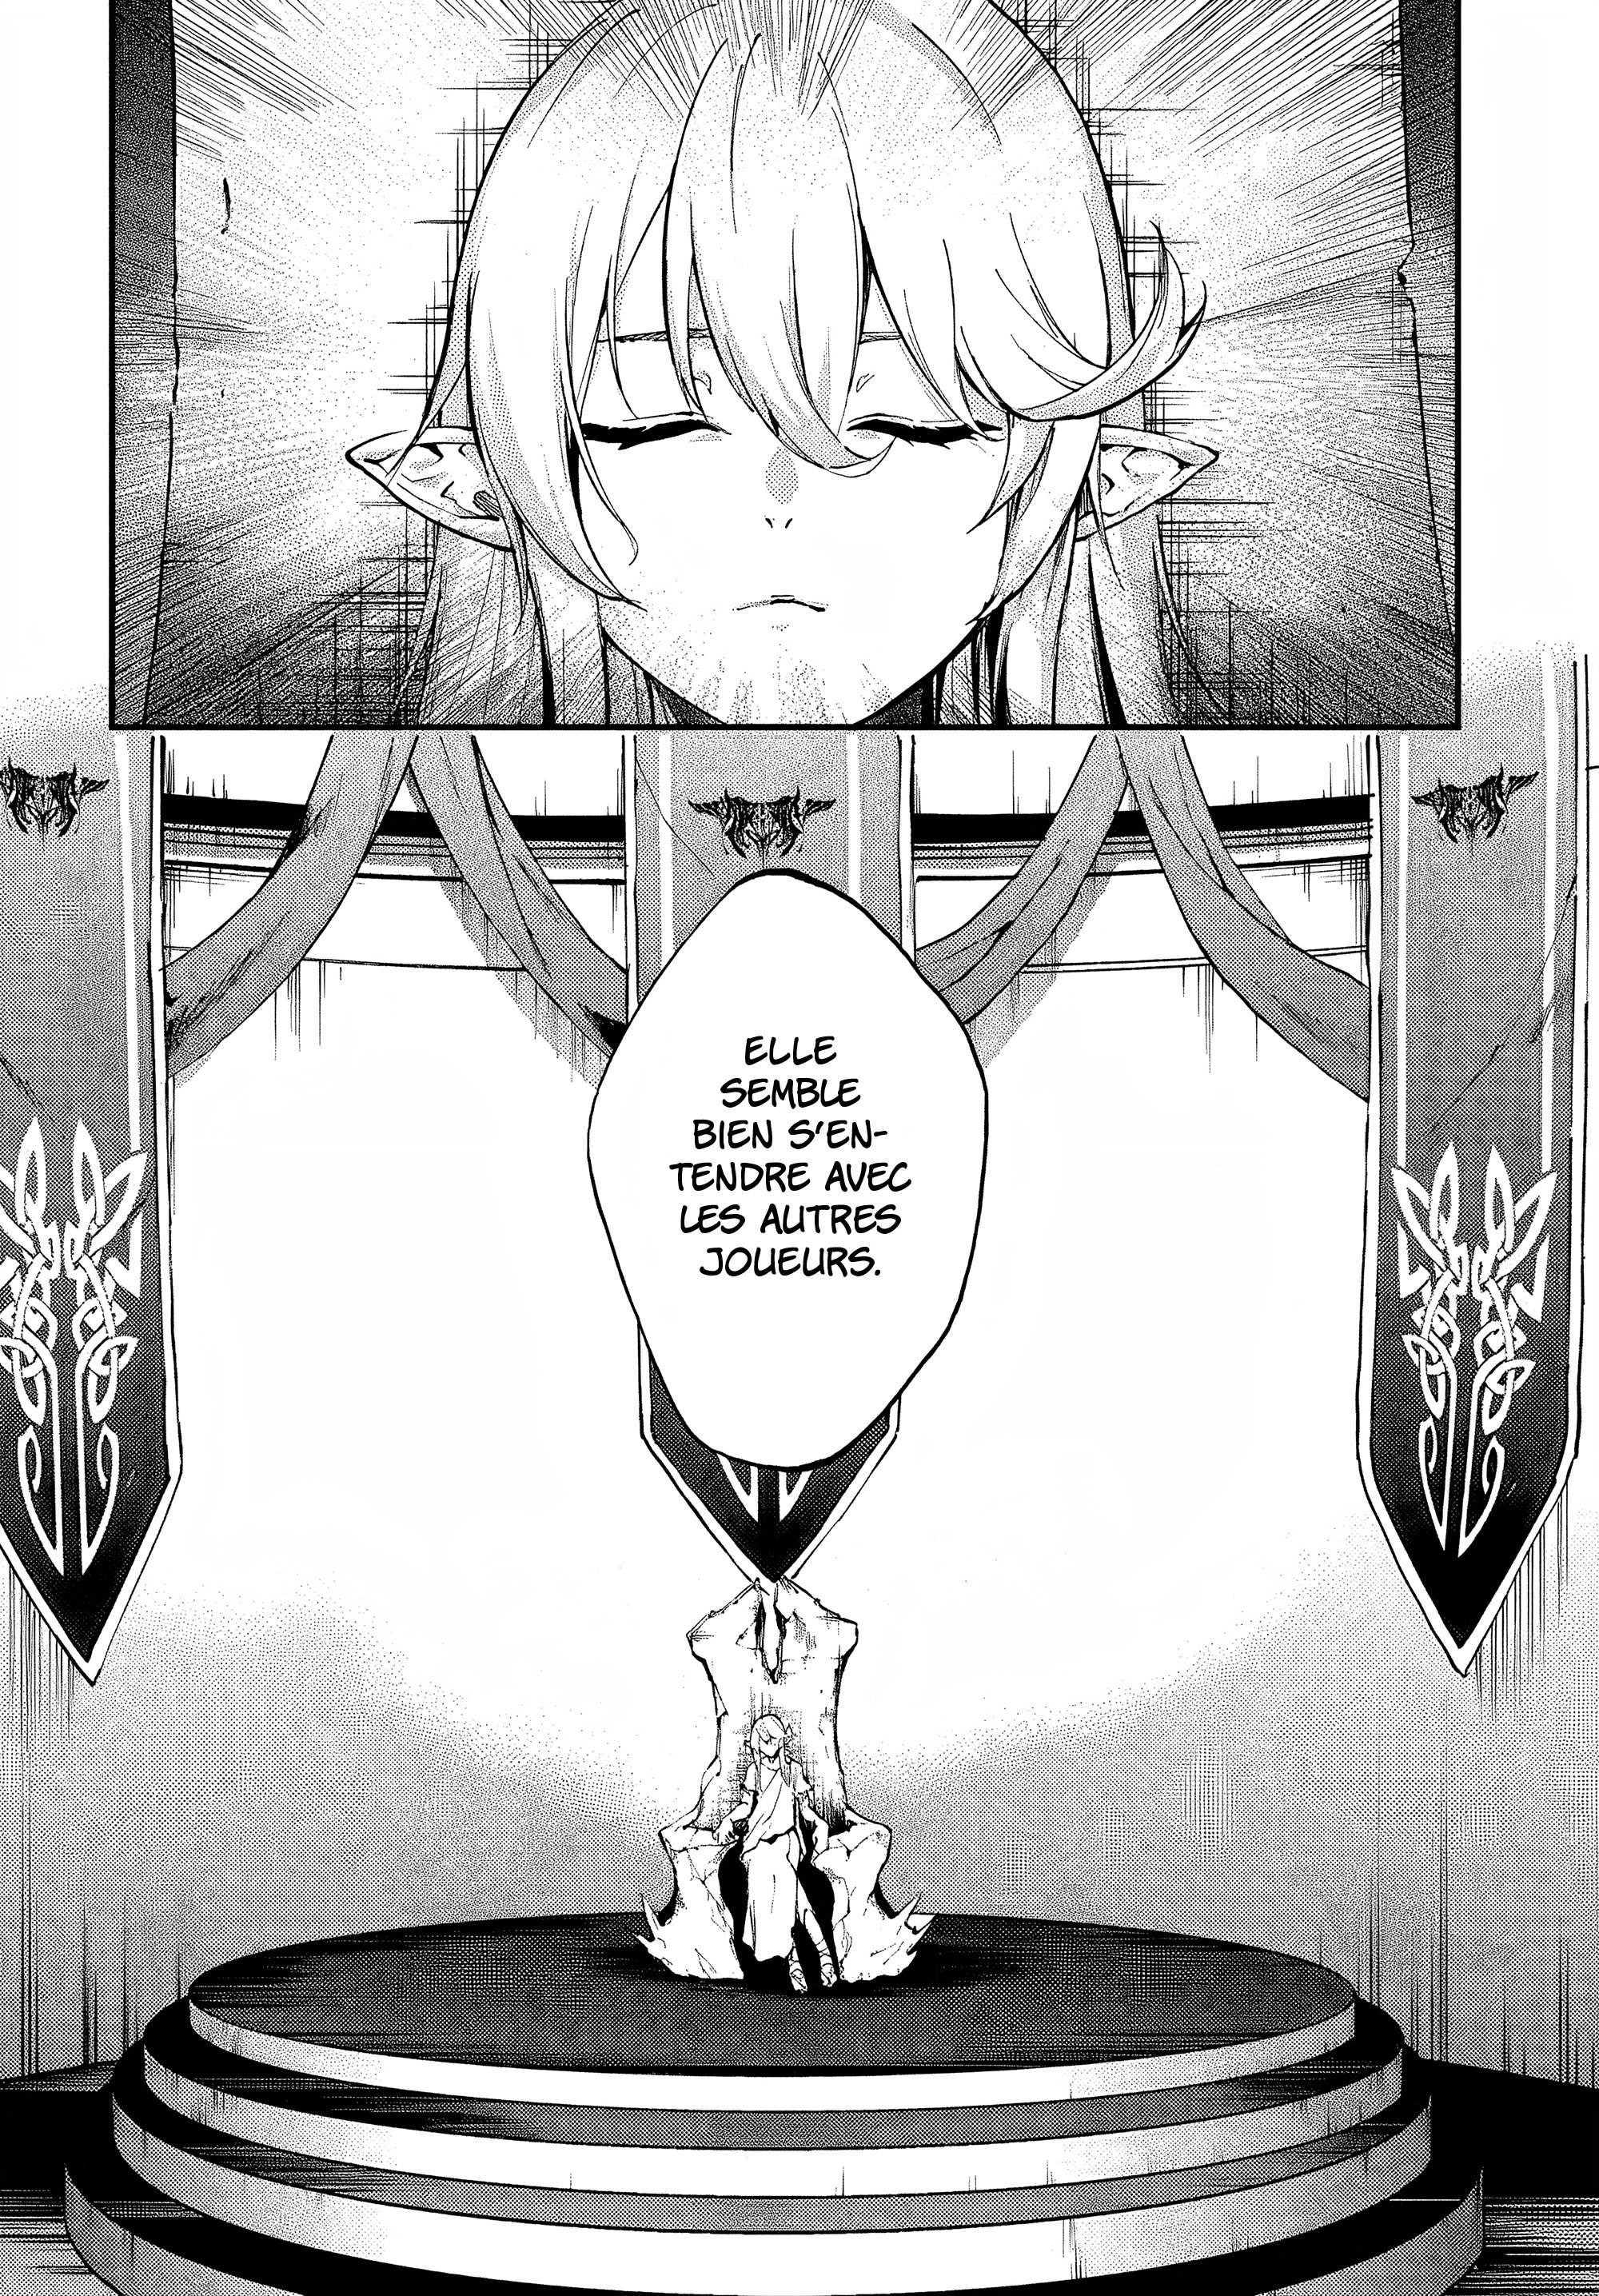 ELLE
SEMBLE
BIEN S'EN-
TENDRE AVEC
LES AUTRES
JOUEURS.